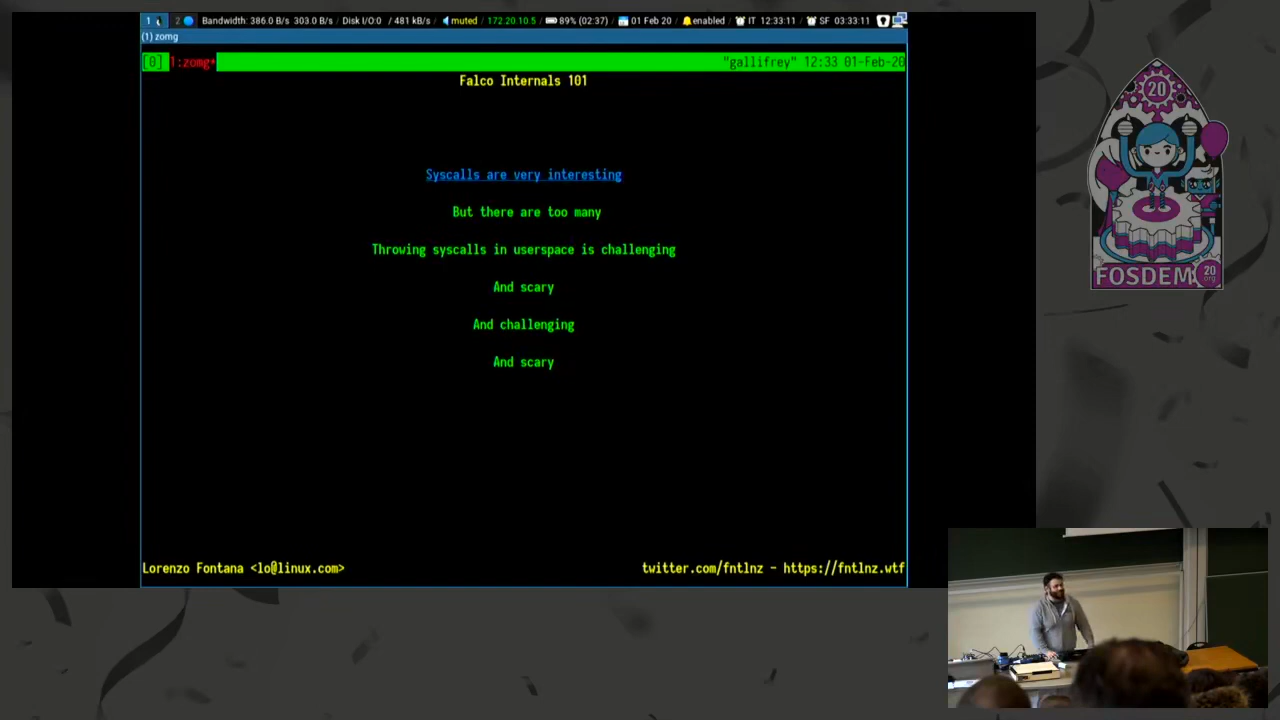 1 2 Bandwidth: 386.0 B/s 303.0 B/s / Disk I/O:0 / 481 kB/s / muted / 172.20.10.5 / 89% (02:37) / 01 Feb 20 / enabled / IT 12:33:11 / SF 03:33:11
(1) zomg
[0] 1:zomg* "gallifrey" 12:33 01-Feb-20
Falco Internals 101
Syscalls are very interesting
But there are too many
Throwing syscalls in userspace is challenging
And scary
And challenging
And scary
Lorenzo Fontana <lo@linux.com> twitter.com/fntlnz - https://fntlnz.wtf
20
FOSDEM 20
.org